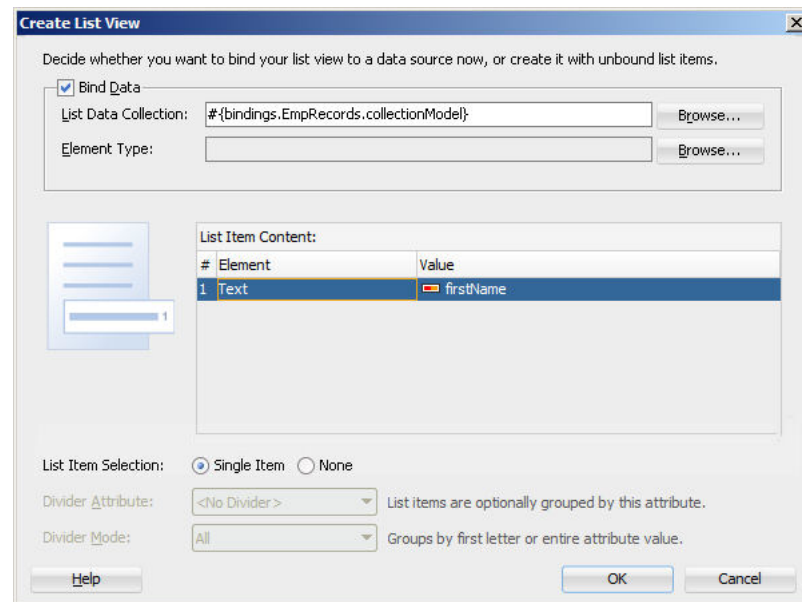 Create List View
Decide whether you want to bind your list view to a data source now, or create it with unbound list items.
Bind Data
List Data Collection: #{bindings.EmpRecords.collectionModel} Browse...
Element Type: Browse...
List Item Content:
# Element Value
1 Text firstName
1
List Item Selection: Single Item None
Divider Attribute: <No Divider> List items are optionally grouped by this attribute.
Divider Mode: All Groups by first letter or entire attribute value.
Help OK Cancel